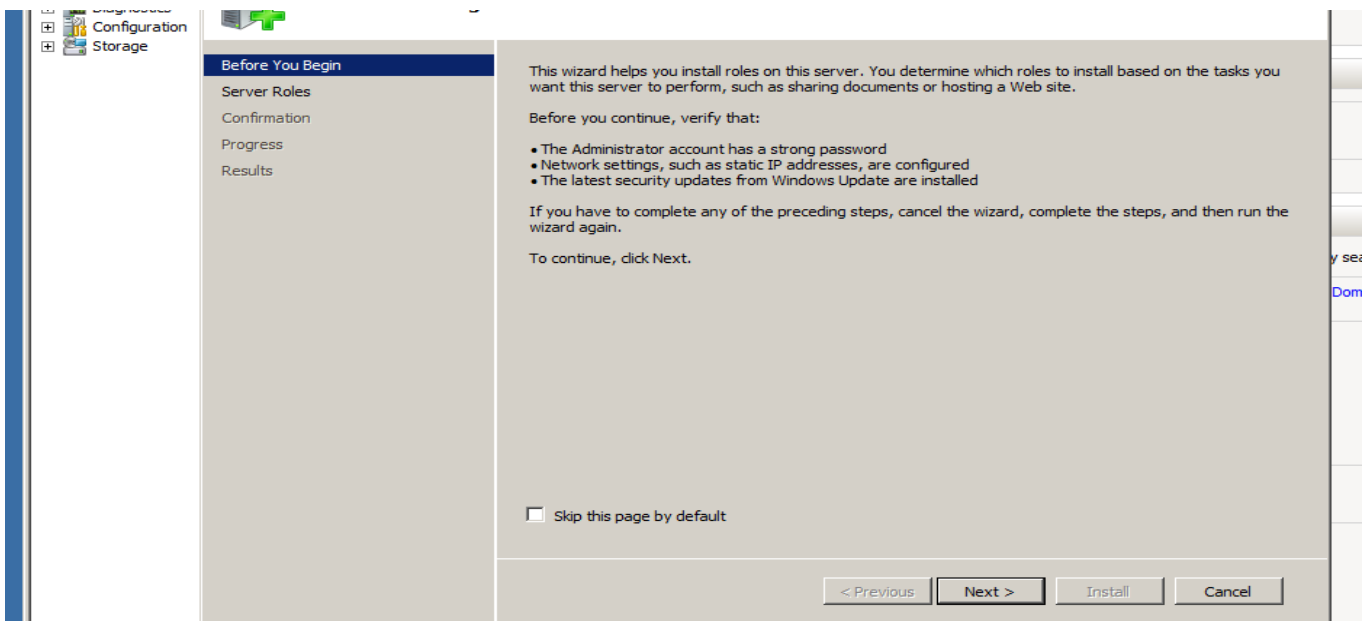 Configuration
Storage
Before You Begin
Server Roles
Confirmation
Progress
Results
This wizard helps you install roles on this server. You determine which roles to install based on the tasks you
want this server to perform, such as sharing documents or hosting a Web site.
Before you continue, verify that:
• The Administrator account has a strong password
• Network settings, such as static IP addresses, are configured
• The latest security updates from Windows Update are installed
If you have to complete any of the preceding steps, cancel the wizard, complete the steps, and then run the
wizard again.
To continue, click Next.
y sea
Dom
Skip this page by default
< Previous
Next >
Install
Cancel